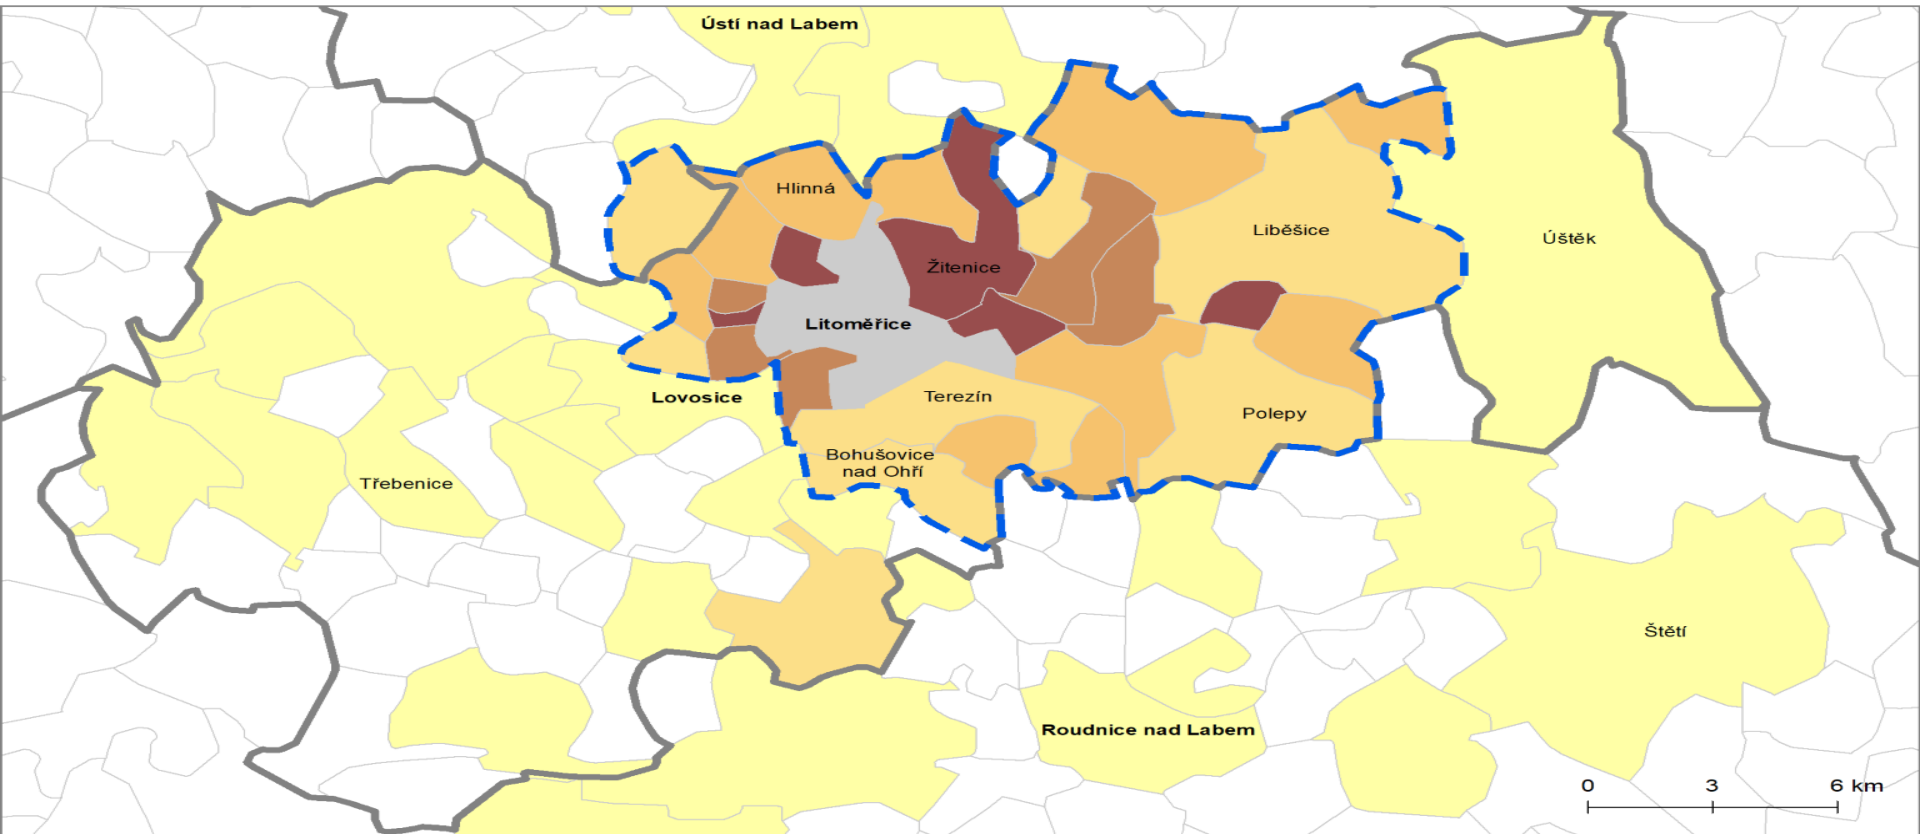 Ústí nad Labem
Hlinná
Liběšice
Úštěk
Žitenice
Litoměřice
Lovosice
Terezín
Polepy
Bohušovice
nad Ohří
Třebenice
Štětí
Roudnice nad Labem
0 3 6 km